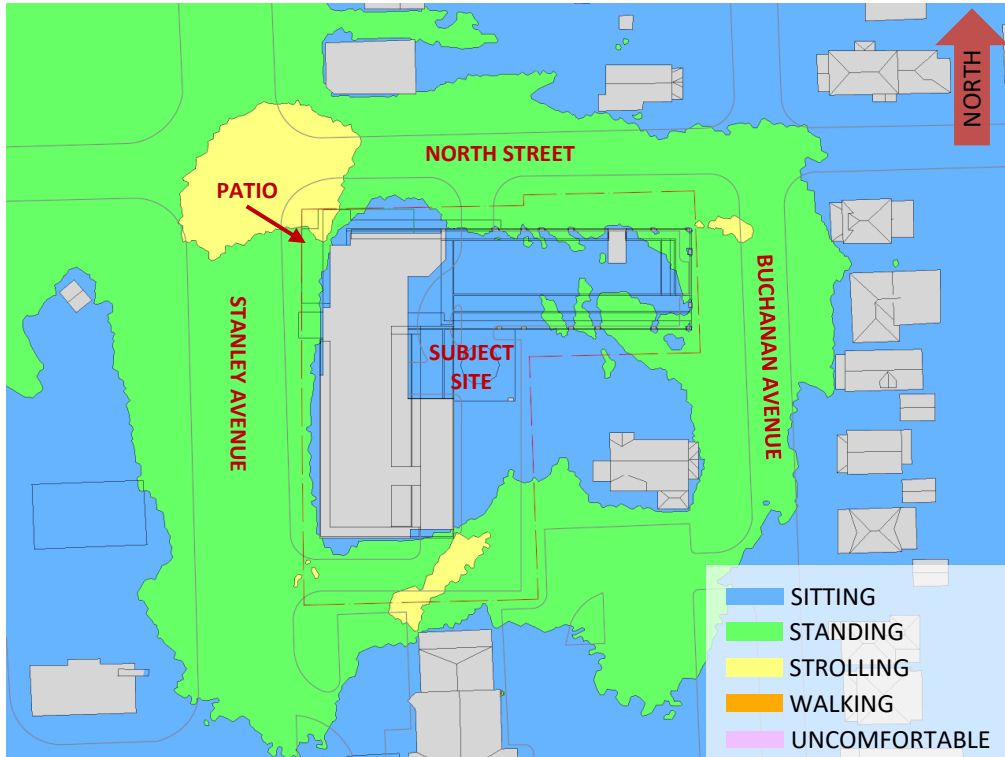 NORTH
NORTH STREET
PATIO
STANLEY AVENUE
BUCHANAN AVENUE
SUBJECT
SITE
SITTING
STANDING
STROLLING
WALKING
UNCOMFORTABLE